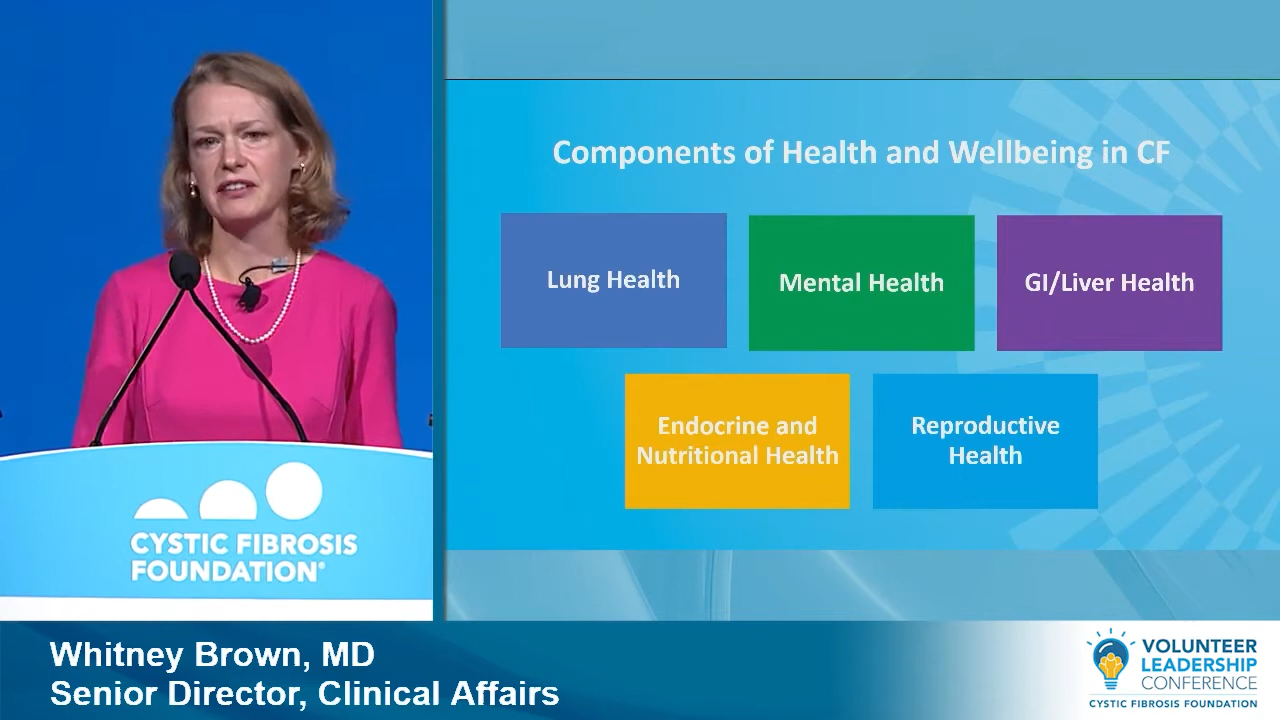 Components of Health and Wellbeing in CF
Lung Health
Mental Health
GI/Liver Health
Endocrine and
Nutritional Health
Reproductive
Health
CYSTIC FIBROSIS
FOUNDATION®
Whitney Brown, MD
Senior Director, Clinical Affairs
VOLUNTEER
LEADERSHIP
CONFERENCE
CYSTIC FIBROSIS FOUNDATION